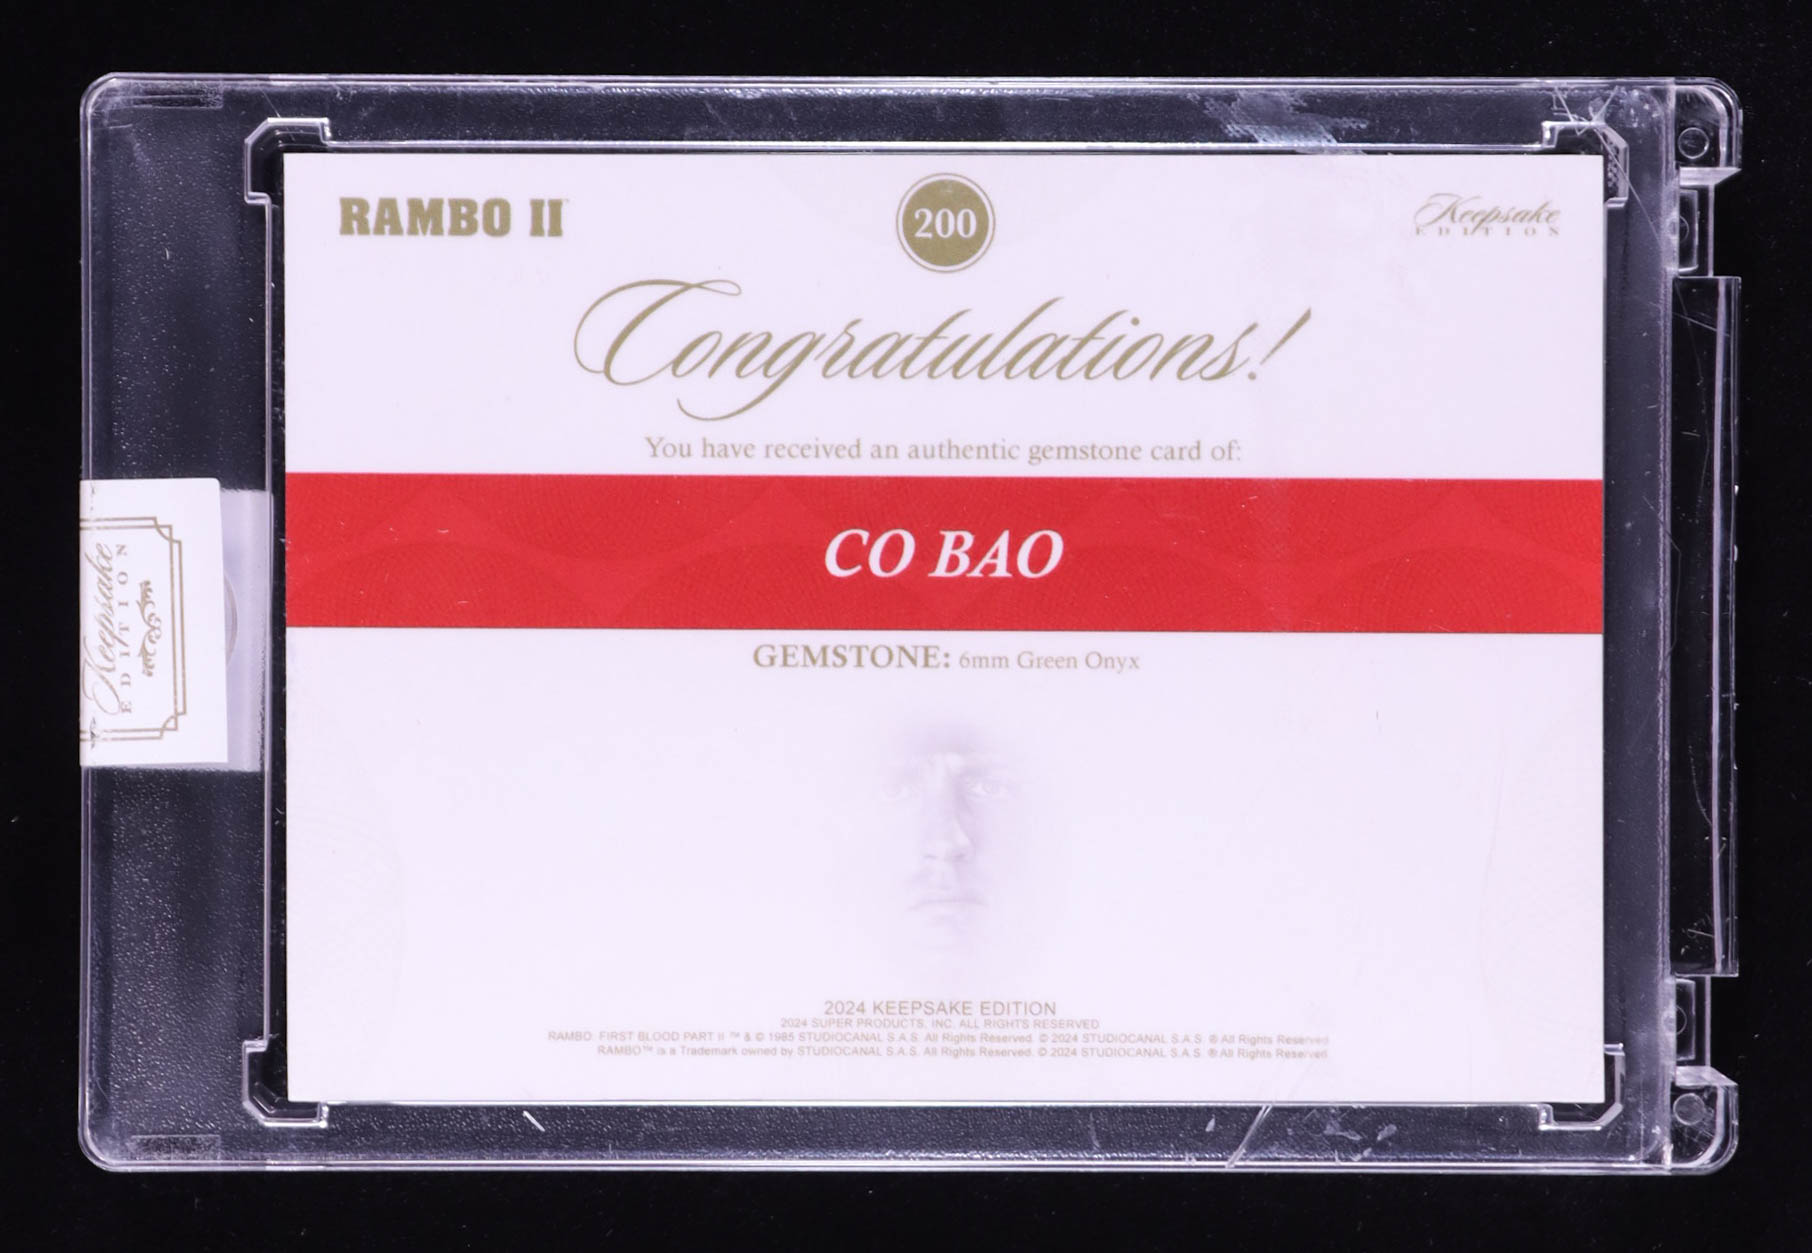 RAMBO II
200
Keepsake
EDITION
Congratulations!
You have received an authentic gemstone card of:
CO BAO
GEMSTONE: 6mm Green Onyx
Keepsake
EDITION
2024 KEEPSAKE EDITION
2024 SUPER PRODUCTS, INC. ALL RIGHTS RESERVED
RAMBO: FIRST BLOOD PART II ™ & © 1985 STUDIOCANAL S.A.S. All Rights Reserved. © 2024 STUDIOCANAL S.A.S. ® All Rights Reserved
RAMBO™ is a Trademark owned by STUDIOCANAL S.A.S. All Rights Reserved. © 2024 STUDIOCANAL S.A.S. ® All Rights Reserved